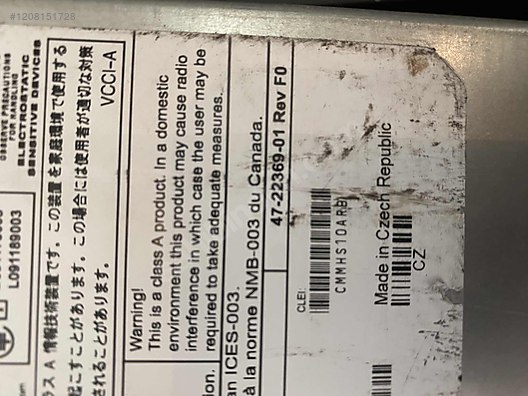 #1208151728
OBSERVE PRECAUTIONS
FOR HANDLING
ELECTROSTATIC
SENSITIVE DEVICES
L091169003
ラス A 情報技術装置です。この装置を家庭環境で使用する
起こすことがあります。この場合には使用者が適切な対策
されることがあります。
VCCI-A
Warning!
This is a class A product. In a domestic
environment this product may cause radio
interference in which case the user may be
required to take adequate measures.
ion.
an ICES-003.
à la norme NMB-003 du Canada.
47-22369-01 Rev F0
CLEI:
Made in Czech Republic
CZ